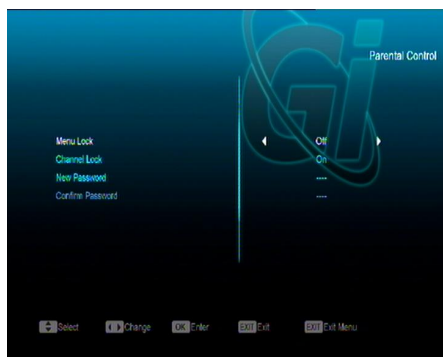 Parental Control
Menu Lock Off
Channel Lock On
New Password ----
Confirm Password ----
Select Change OK Enter EXIT Exit EXIT Exit Menu